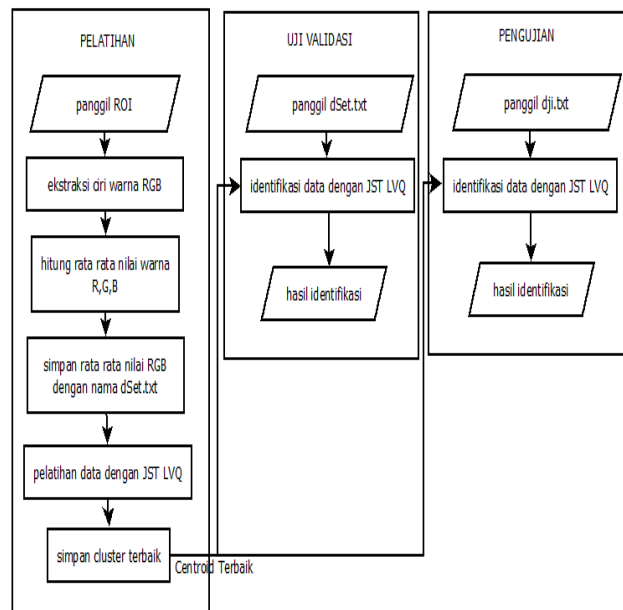 PELATIHAN
panggil ROI
ekstraksi ciri warna RGB
hitung rata rata nilai warna
R,G,B
simpan rata rata nilai RGB
dengan nama dSet.txt
pelatihan data dengan JST LVQ
simpan cluster terbaik
Centroid Terbaik
UJI VALIDASI
panggil dSet.txt
identifikasi data dengan JST LVQ
hasil identifikasi
PENGUJIAN
panggil dji.txt
identifikasi data dengan JST LVQ
hasil identifikasi